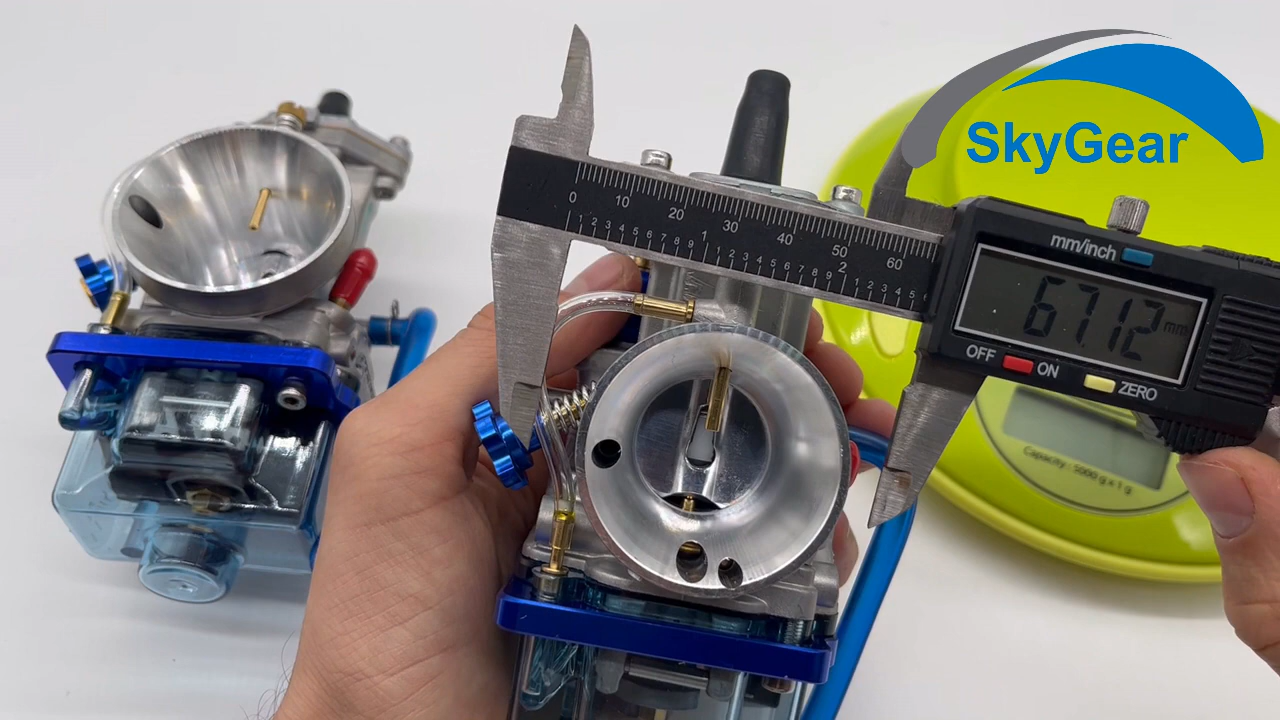 SkyGear
0 10 20 30 40 50 60
0 1 2 3 4 5 6 7 8 9 1 1 2 3 4 5 6 7 8 9 2 1 2 3 4 5 6
mm/inch
67.12 mm
OFF ON ZERO
Capacity : 5000 g x 1 g